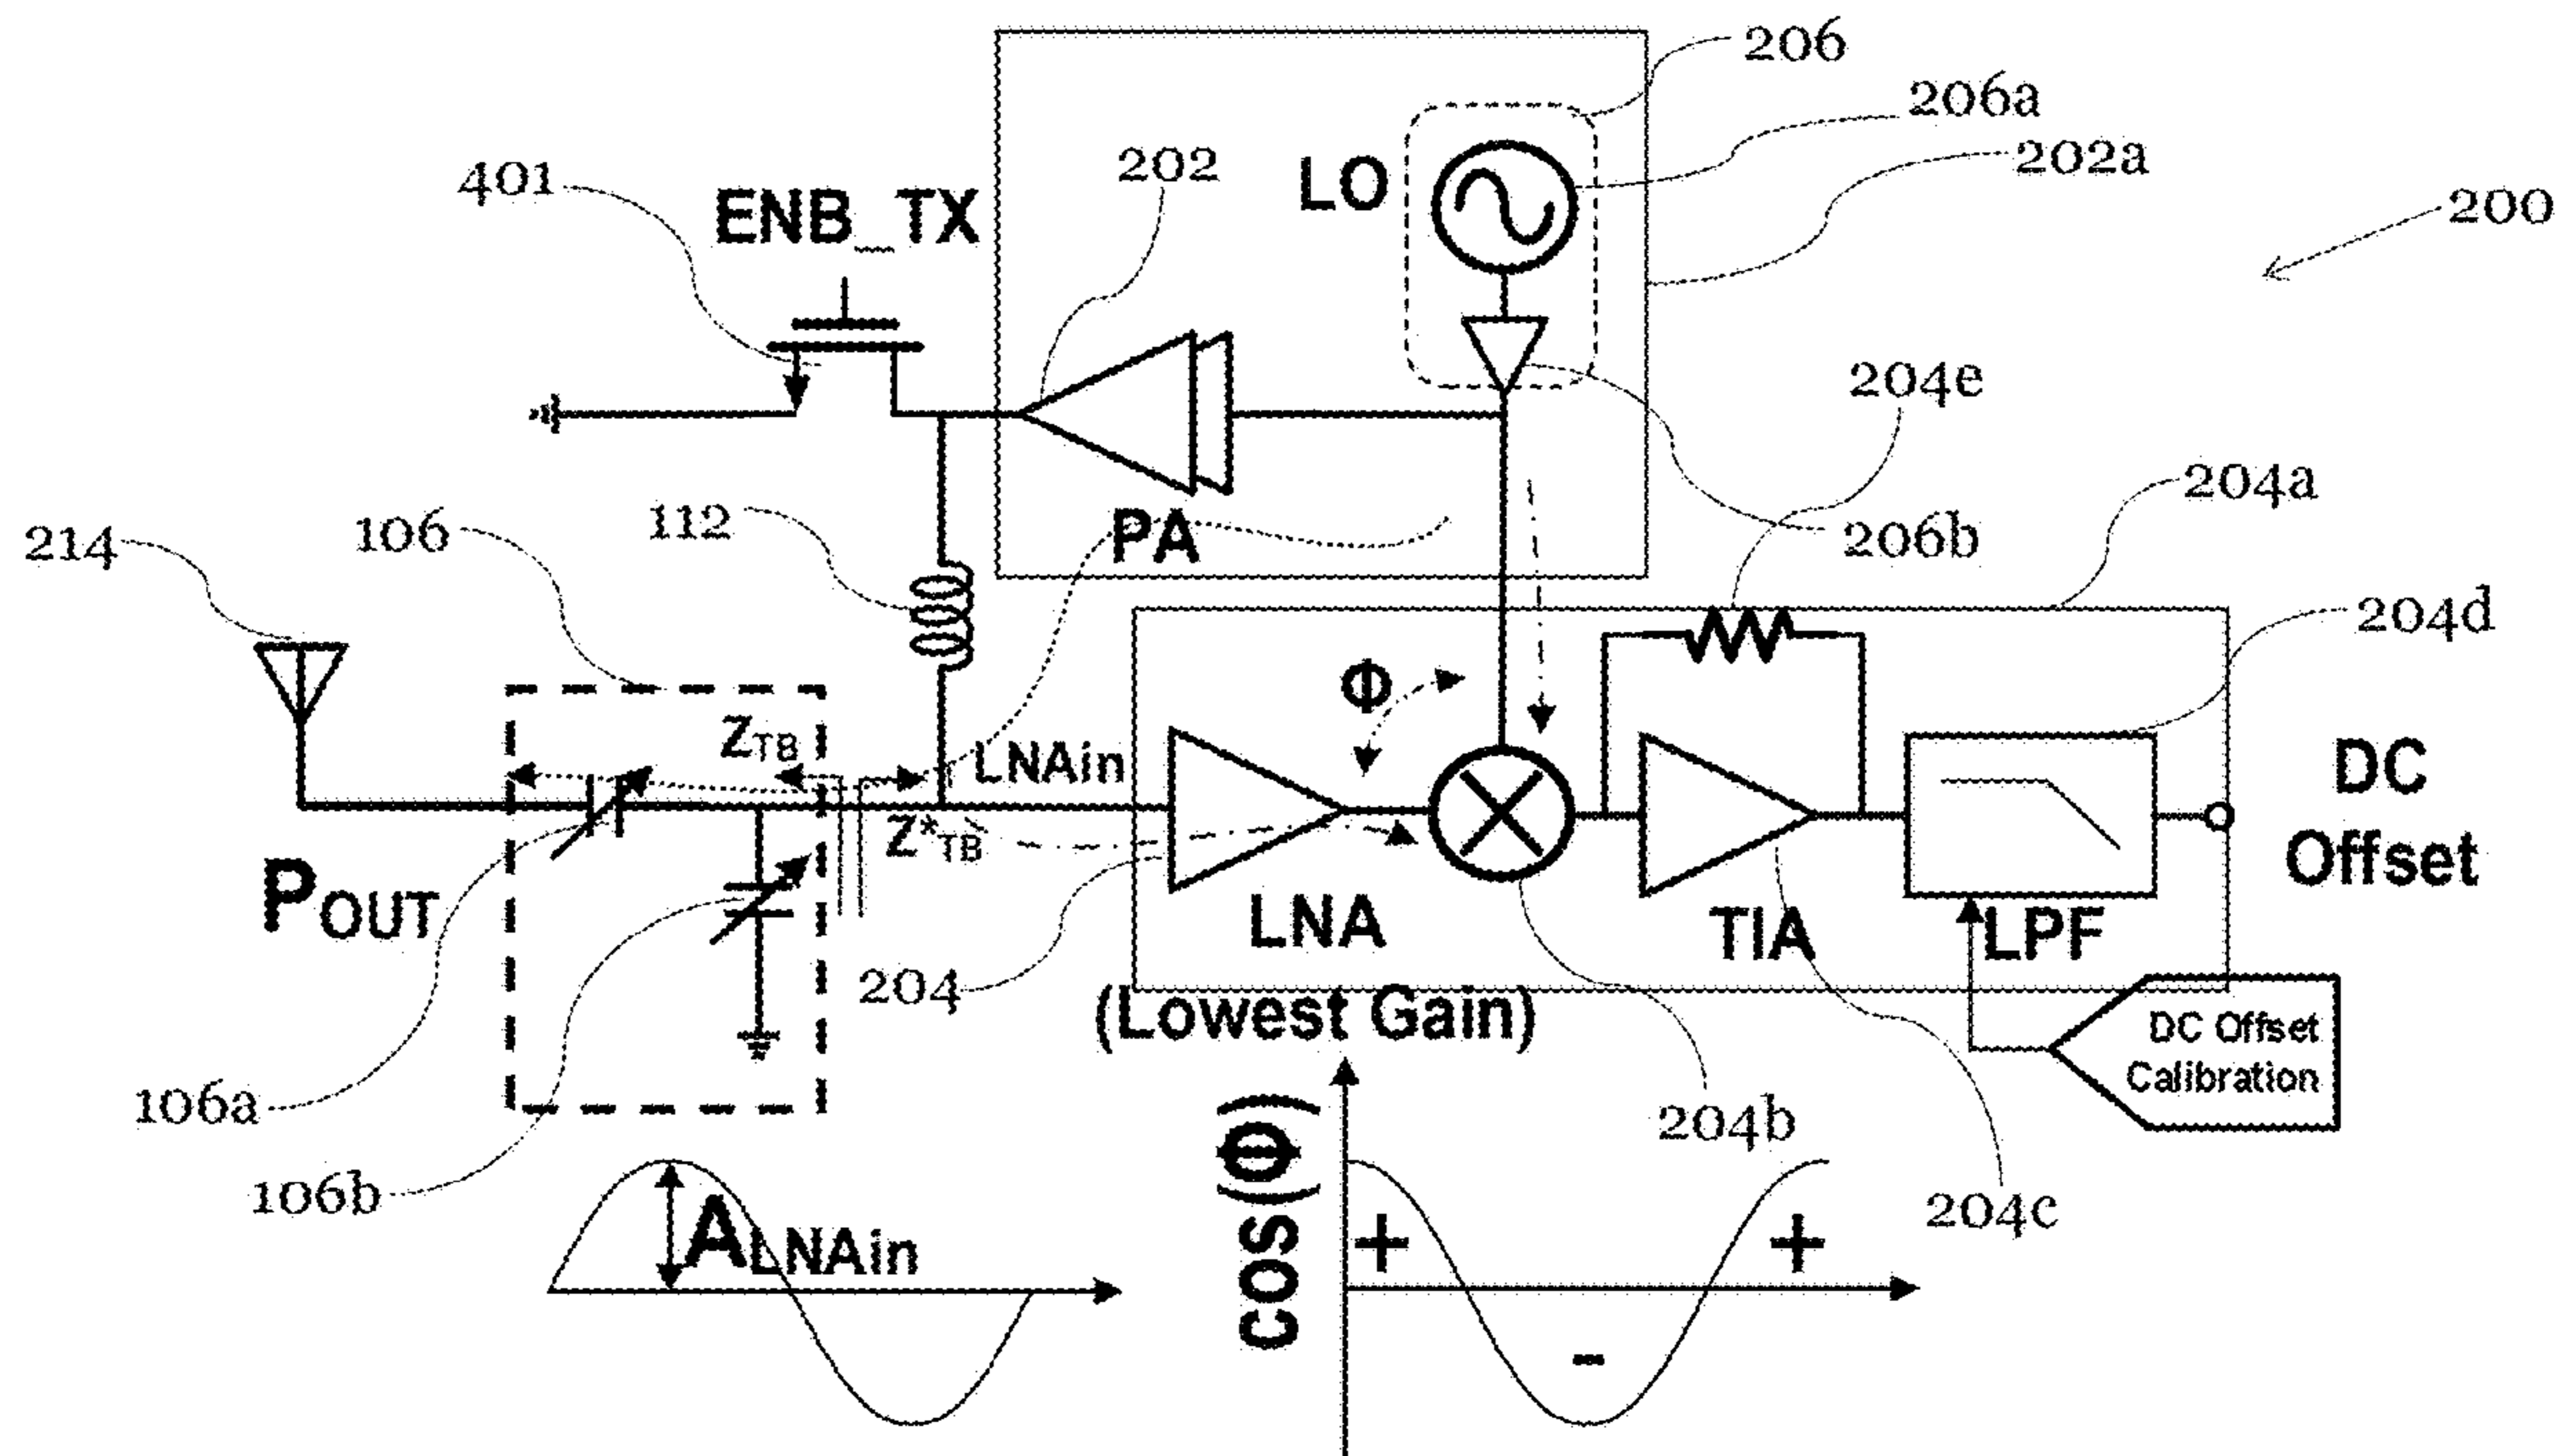 206
206a
202
LO
202a
401
ENB_TX
200
204e
204a
112
106
PA
206b
214
204d
Φ
ZTB
LNAin
DC
Offset
Z*TB
POUT
LNA
TIA
LPF
204
(Lowest Gain)
DC Offset
Calibration
106a
204b
106b
ALNAin
cos(Φ)
+
+
-
204c